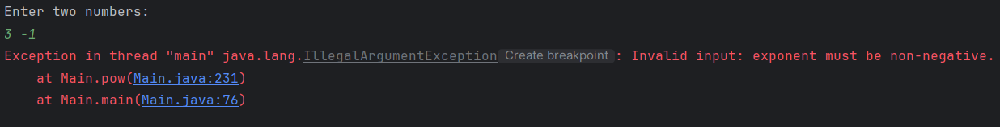 Enter two numbers:
3 -1
Exception in thread "main" java.lang.IllegalArgumentException Create breakpoint : Invalid input: exponent must be non-negative.
    at Main.pow(Main.java:231)
    at Main.main(Main.java:76)